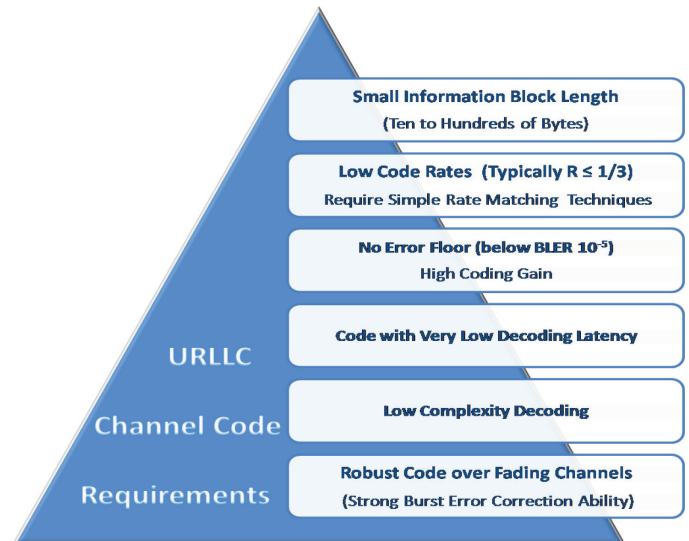 Small Information Block Length
(Ten to Hundreds of Bytes)
Low Code Rates (Typically R ≤ 1/3)
Require Simple Rate Matching Techniques
No Error Floor (below BLER 10⁻⁵)
High Coding Gain
Code with Very Low Decoding Latency
Low Complexity Decoding
Robust Code over Fading Channels
(Strong Burst Error Correction Ability)
URLLC
Channel Code
Requirements